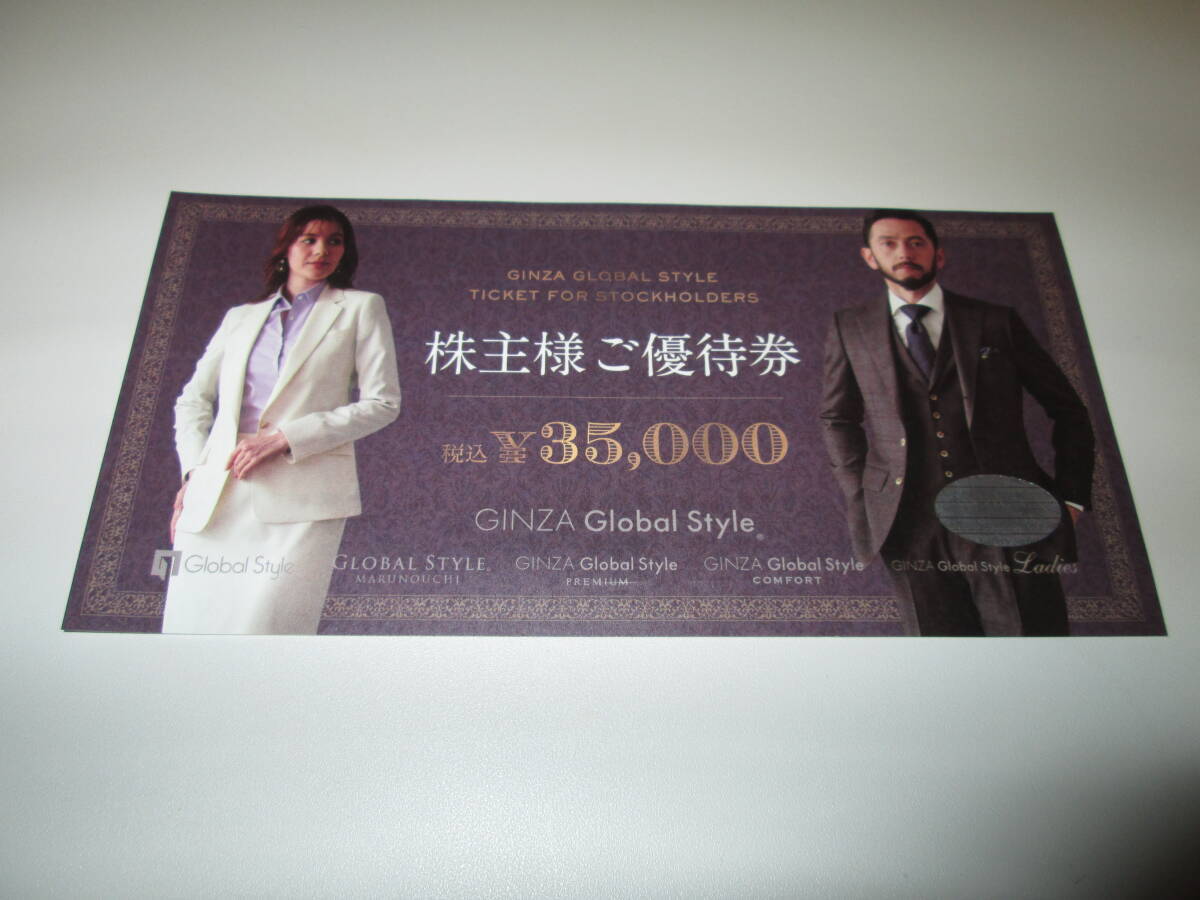 GINZA GLOBAL STYLE
TICKET FOR STOCKHOLDERS
株主様ご優待券
税込 ¥35,000
GINZA Global Style®
Global Style
GLOBAL STYLE®
MARUNOUCHI
GINZA Global Style
PREMIUM
GINZA Global Style
COMFORT
GINZA Global Style Ladies